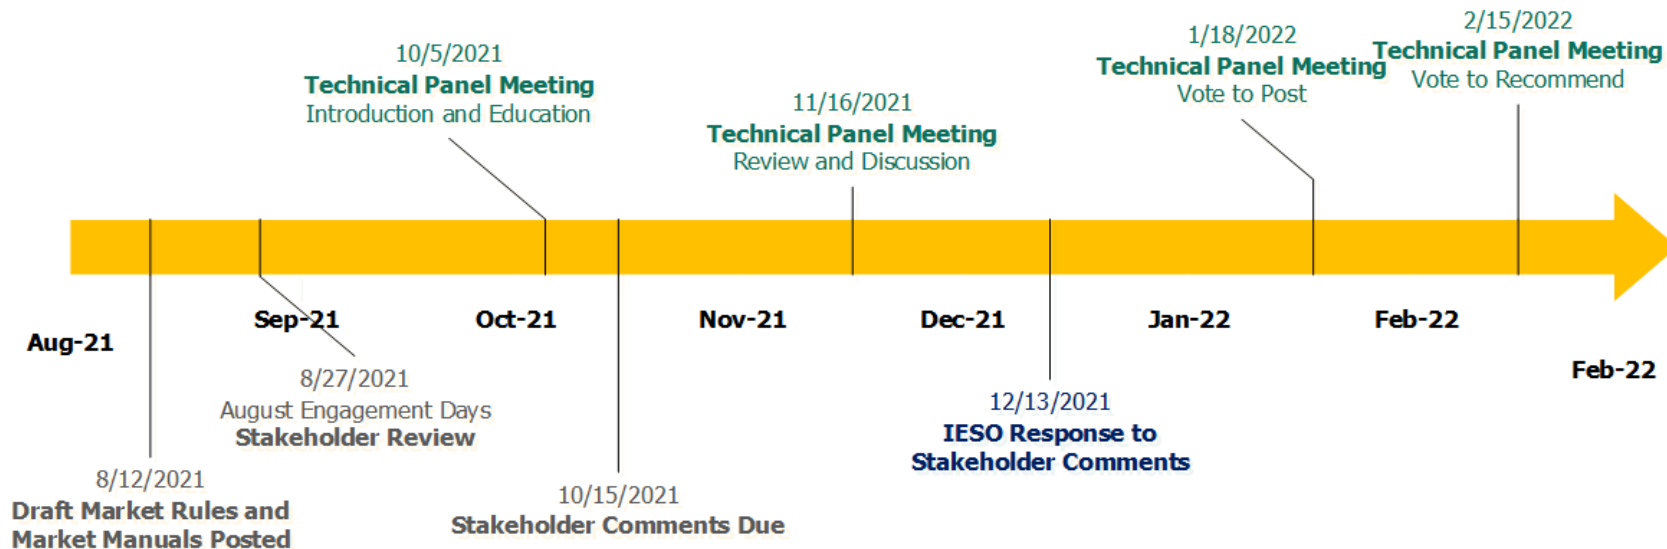 10/5/2021
Technical Panel Meeting
Introduction and Education
11/16/2021
Technical Panel Meeting
Review and Discussion
1/18/2022
Technical Panel Meeting
Vote to Post
2/15/2022
Technical Panel Meeting
Vote to Recommend
Aug-21
Sep-21
Oct-21
Nov-21
Dec-21
Jan-22
Feb-22
Feb-22
8/12/2021
Draft Market Rules and
Market Manuals Posted
8/27/2021
August Engagement Days
Stakeholder Review
10/15/2021
Stakeholder Comments Due
12/13/2021
IESO Response to
Stakeholder Comments